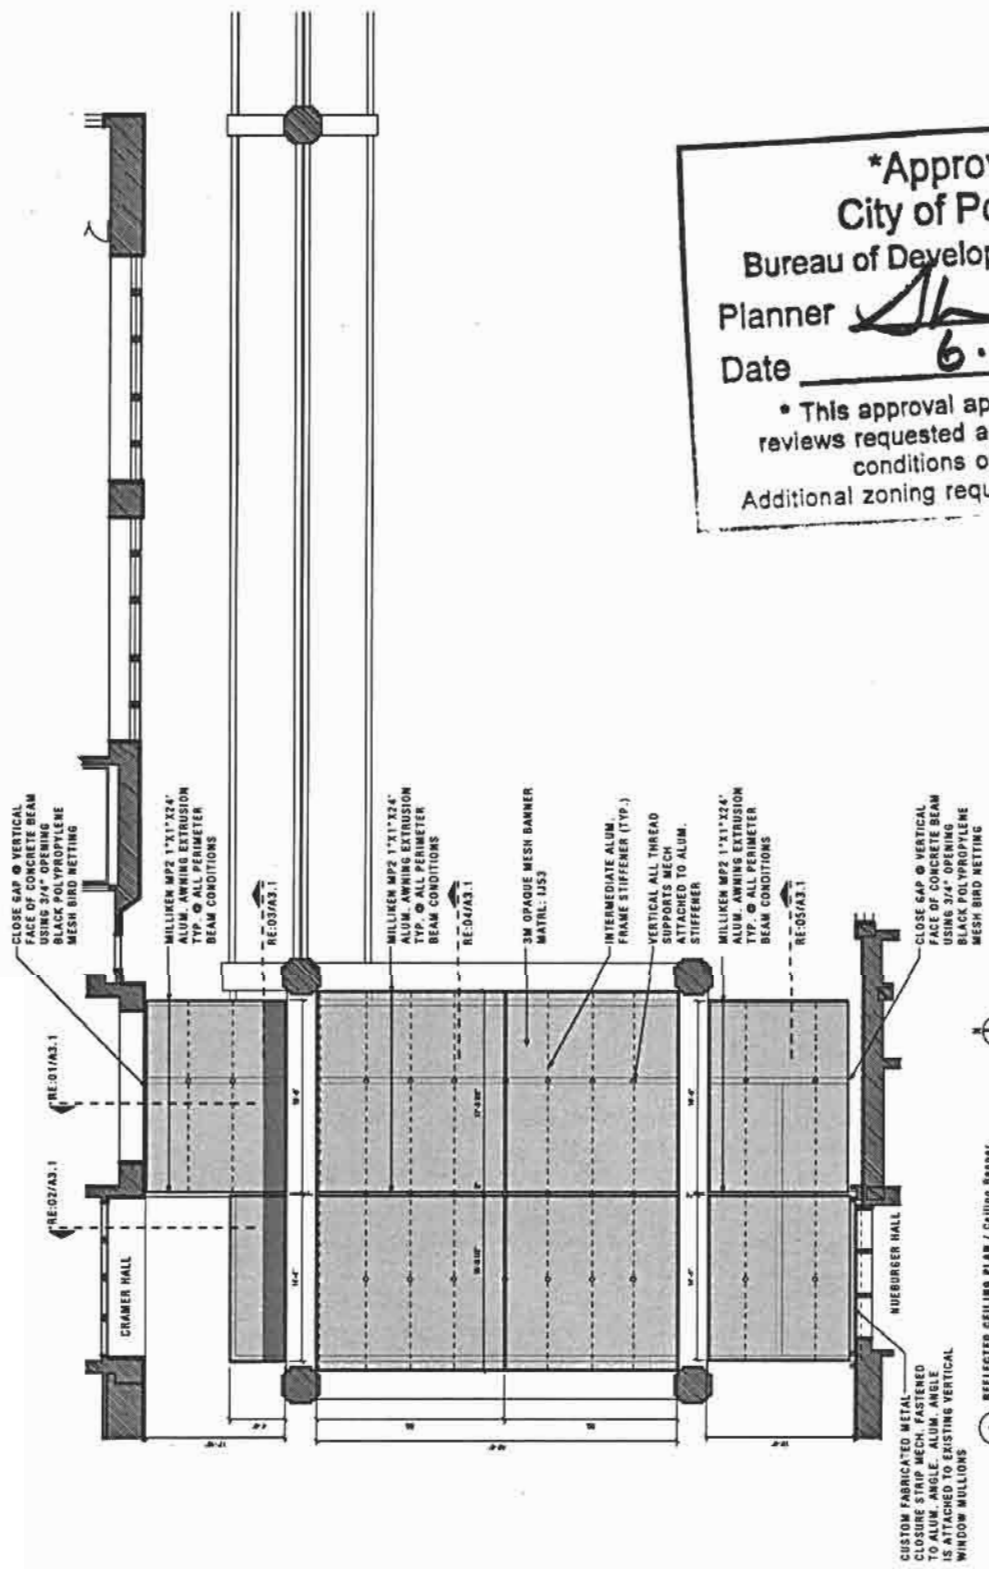 *Approv
City of Po
Bureau of Develop
Planner
Date 6.
* This approval ap
reviews requested a
conditions o
Additional zoning requ
CLOSE GAP @ VERTICAL
FACE OF CONCRETE BEAM
USING 3/4" OPENING
BLACK POLYPROPYLENE
MESH BIRD NETTING
MILLIKEN MP2 1"X1"X24'
ALUM. AWNING EXTRUSION
TYP. @ ALL PERIMETER
BEAM CONDITIONS
RE:03/A3.1
MILLIKEN MP2 1"X1"X24'
ALUM. AWNING EXTRUSION
TYP. @ ALL PERIMETER
BEAM CONDITIONS
RE:04/A3.1
3M OPAQUE MESH BANNER
MATRL: IJ53
INTERMEDIATE ALUM.
FRAME STIFFENER (TYP.)
VERTICAL ALL THREAD
SUPPORTS MECH
ATTACHED TO ALUM.
STIFFENER
MILLIKEN MP2 1"X1"X24'
ALUM. AWNING EXTRUSION
TYP. @ ALL PERIMETER
BEAM CONDITIONS
RE:05/A3.1
CLOSE GAP @ VERTICAL
FACE OF CONCRETE BEAM
USING 3/4" OPENING
BLACK POLYPROPYLENE
MESH BIRD NETTING
RE:01/A3.1
RE:02/A3.1
CRAMER HALL
NUEBURGER HALL
CUSTOM FABRICATED METAL
CLOSURE STRIP MECH. FASTENED
TO ALUM. ANGLE. ALUM. ANGLE
IS ATTACHED TO EXISTING VERTICAL
WINDOW MULLIONS
N
REFLECTED CEILING PLAN / Ceiling Banner